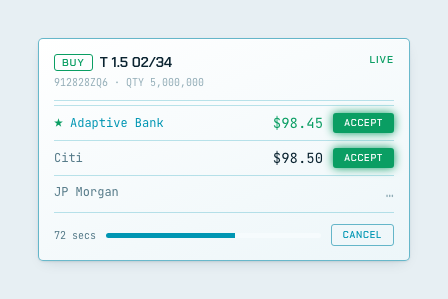 BUY T 1.5 02/34 LIVE
912828ZQ6 · QTY 5,000,000
★ Adaptive Bank $98.45 ACCEPT
Citi $98.50 ACCEPT
JP Morgan …
72 secs CANCEL